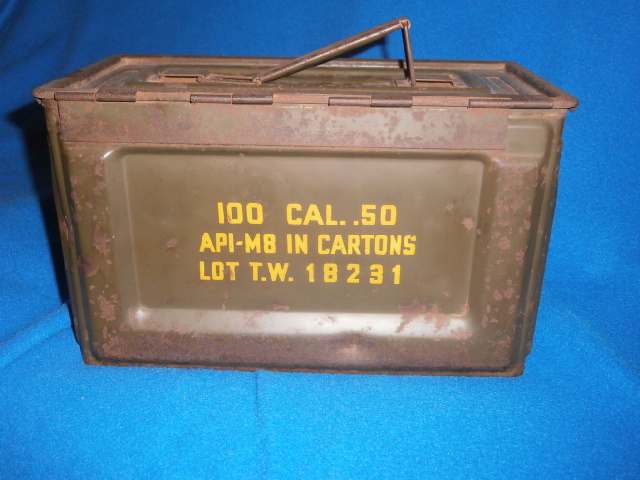 100 CAL. .50
API-M8 IN CARTONS
LOT T.W. 18231